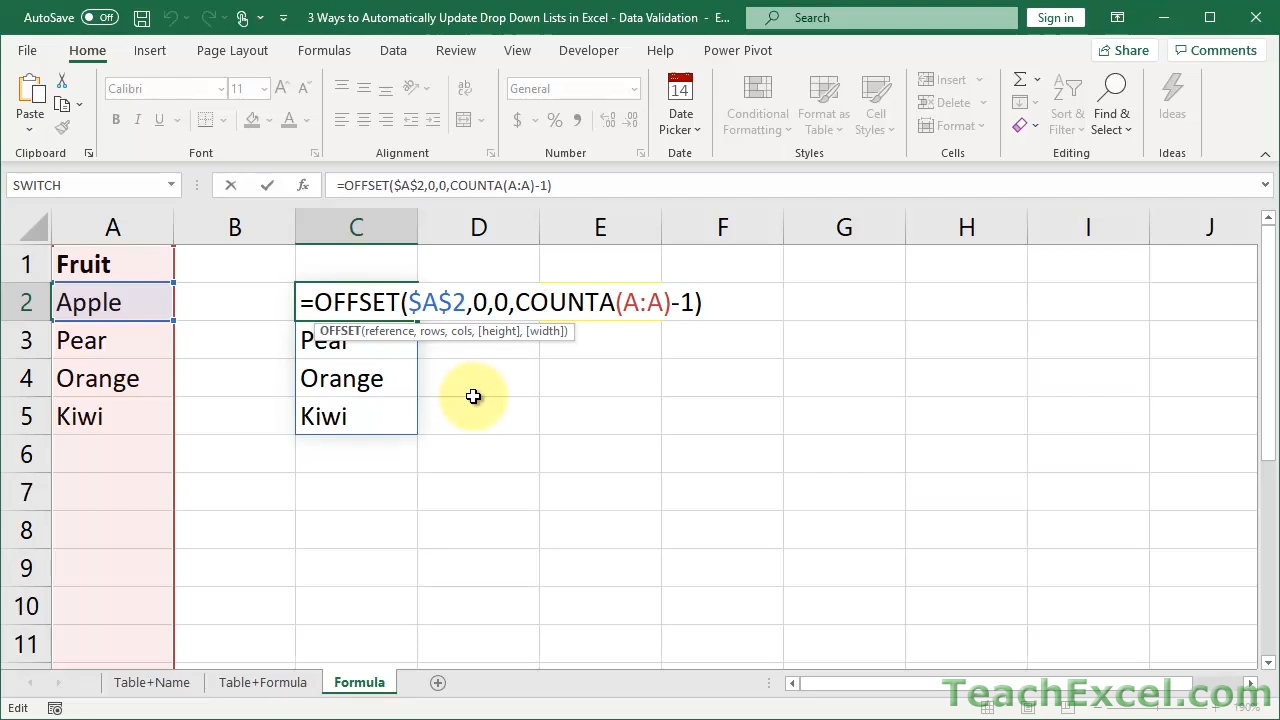 AutoSave Off 3 Ways to Automatically Update Drop Down Lists in Excel - Data Validation - E... Search Sign in
File Home Insert Page Layout Formulas Data Review View Developer Help Power Pivot Share Comments
Paste Calibri 11 General Date Picker Conditional Formatting Format as Table Cell Styles Insert Delete Format Sort & Filter Find & Select Ideas
Clipboard Font Alignment Number Date Styles Cells Editing Ideas
SWITCH =OFFSET($A$2,0,0,COUNTA(A:A)-1)
A B C D E F G H I J
1 Fruit
2 Apple =OFFSET($A$2,0,0,COUNTA(A:A)-1)
OFFSET(reference, rows, cols, [height], [width])
3 Pear Pear
4 Orange Orange
5 Kiwi Kiwi
6
7
8
9
10
11
Table+Name Table+Formula Formula
TeachExcel.com
Edit 190%